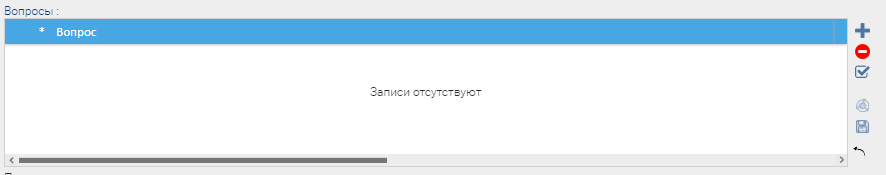 Вопросы :
* Вопрос
Записи отсутствуют